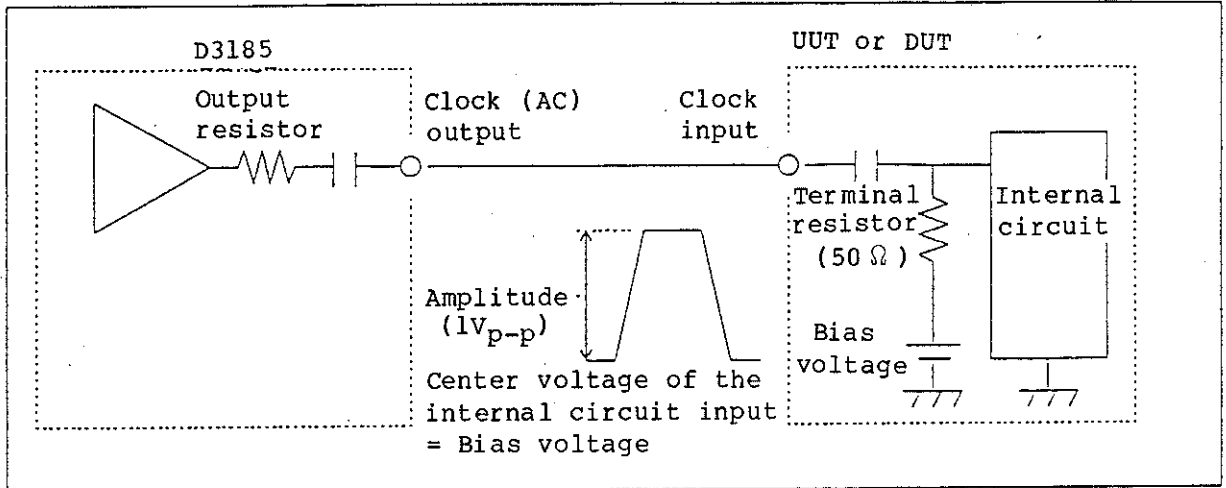 D3185
Output
resistor
Clock (AC)
output
Clock
input
UUT or DUT
Terminal
resistor
(50 Ω)
Internal
circuit
Bias
voltage
Amplitude
(1Vp-p)
Center voltage of the
internal circuit input
= Bias voltage